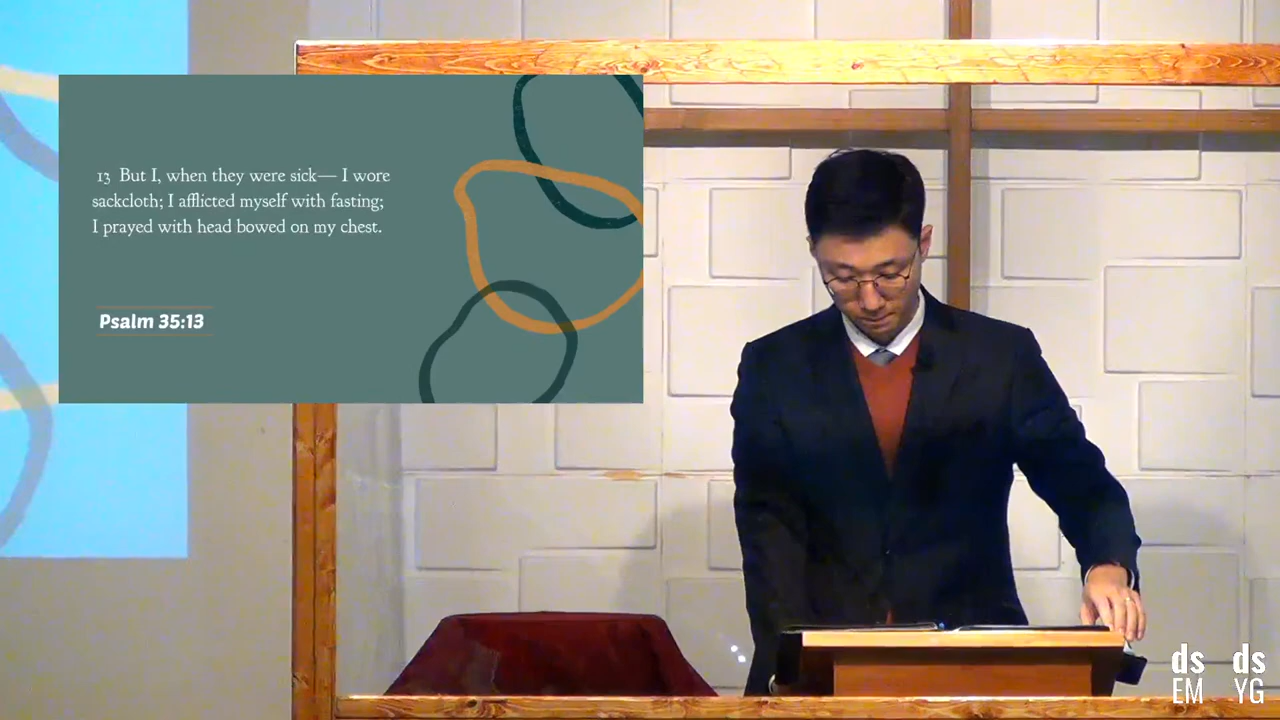 13 But I, when they were sick— I wore
sackcloth; I afflicted myself with fasting;
I prayed with head bowed on my chest.
Psalm 35:13
ds ds
EM YG